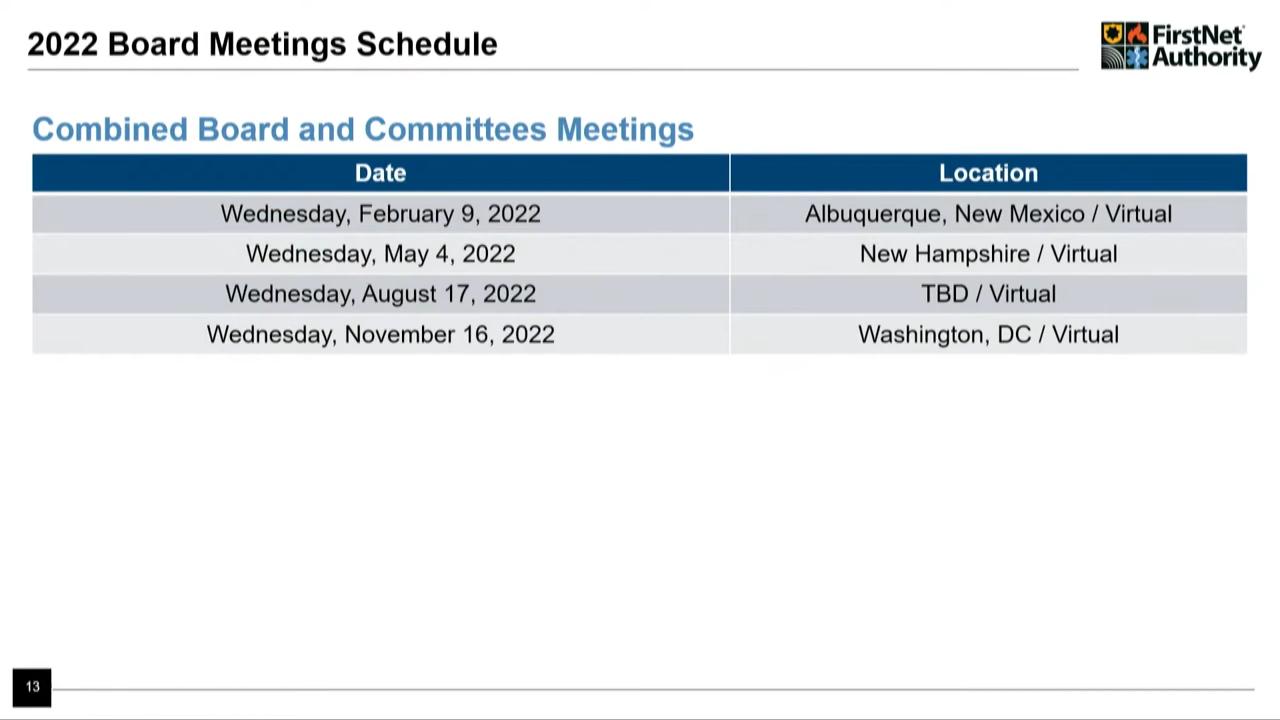 2022 Board Meetings Schedule
FirstNet
Authority
Combined Board and Committees Meetings
Date Location
Wednesday, February 9, 2022 Albuquerque, New Mexico / Virtual
Wednesday, May 4, 2022 New Hampshire / Virtual
Wednesday, August 17, 2022 TBD / Virtual
Wednesday, November 16, 2022 Washington, DC / Virtual
13